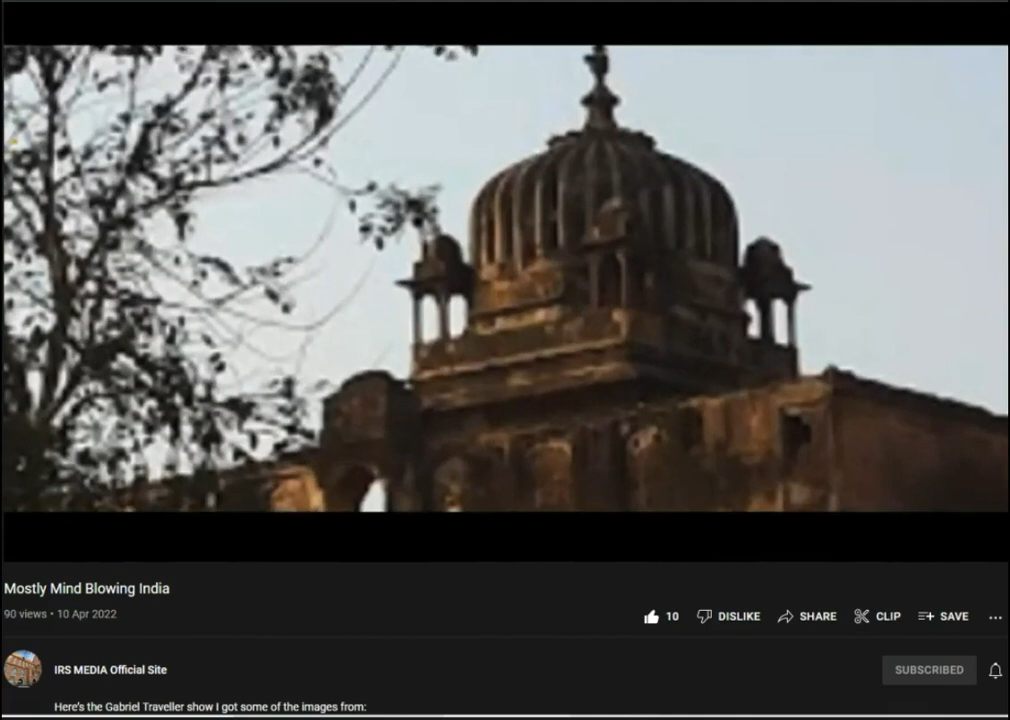 Mostly Mind Blowing India
90 views • 10 Apr 2022
10 DISLIKE SHARE CLIP SAVE ...
IRS MEDIA Official Site
SUBSCRIBED
Here's the Gabriel Traveller show I got some of the images from: